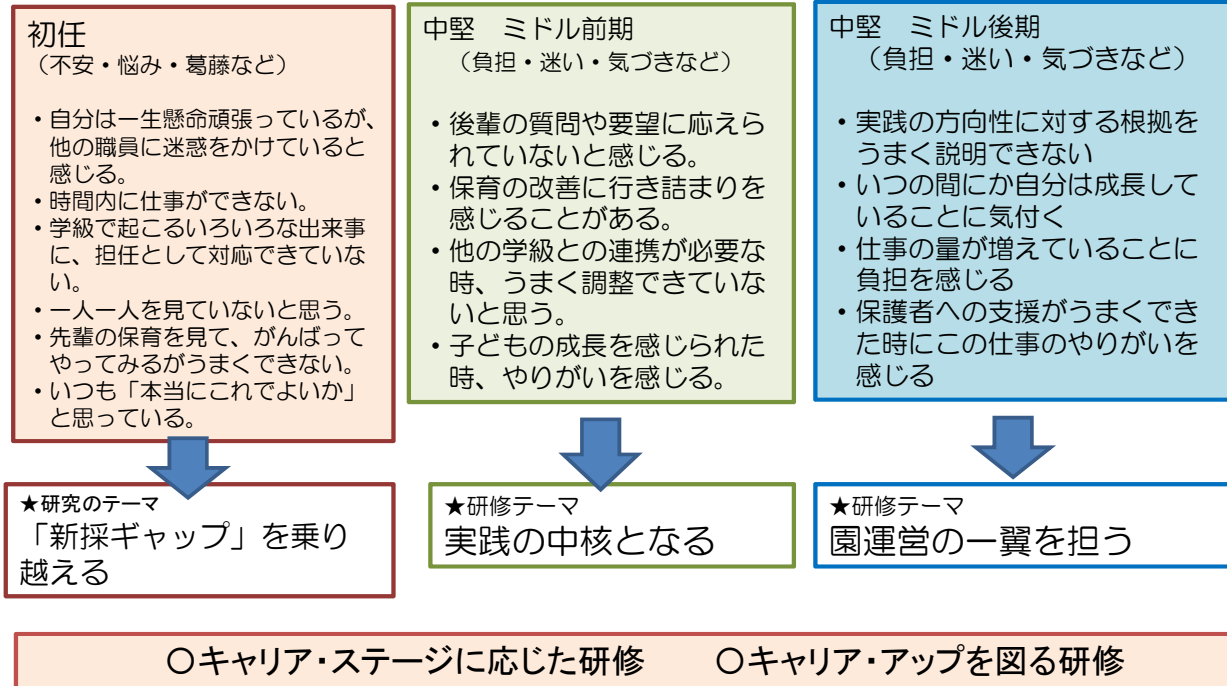 初任
（不安・悩み・葛藤など）
・自分は一生懸命頑張っているが、
他の職員に迷惑をかけていると
感じる。
・時間内に仕事ができない。
・学級で起こるいろいろな出来事
に、担任として対応できていな
い。
・一人一人を見ていないと思う。
・先輩の保育を見て、がんばって
やってみるがうまくできない。
・いつも「本当にこれでよいか」
と思っている。
★研究のテーマ
「新採ギャップ」を乗り
越える
中堅　ミドル前期
（負担・迷い・気づきなど）
・後輩の質問や要望に応えら
れていないと感じる。
・保育の改善に行き詰まりを
感じることがある。
・他の学級との連携が必要な
時、うまく調整できていな
いと思う。
・子どもの成長を感じられた
時、やりがいを感じる。
★研修テーマ
実践の中核となる
中堅　ミドル後期
（負担・迷い・気づきなど）
・実践の方向性に対する根拠を
うまく説明できない
・いつの間にか自分は成長して
いることに気付く
・仕事の量が増えていることに
負担を感じる
・保護者への支援がうまくでき
た時にこの仕事のやりがいを
感じる
★研修テーマ
園運営の一翼を担う
〇キャリア・ステージに応じた研修　　〇キャリア・アップを図る研修